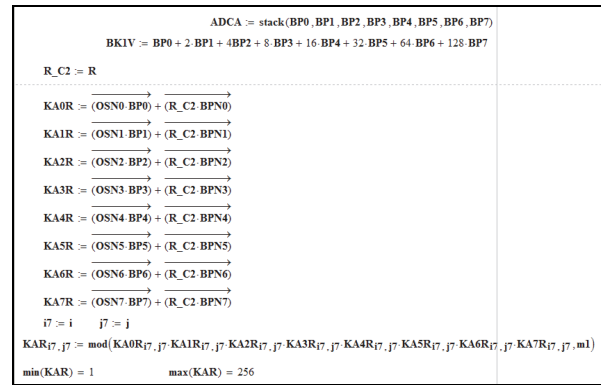 ADCA := stack(BP0 , BP1 , BP2 , BP3 , BP4 , BP5 , BP6 , BP7)
BK1V := BP0 + 2·BP1 + 4BP2 + 8·BP3 + 16·BP4 + 32·BP5 + 64·BP6 + 128·BP7
R_C2 := R
KA0R := (OSN0·BP0) + (R_C2·BPN0)
KA1R := (OSN1·BP1) + (R_C2·BPN1)
KA2R := (OSN2·BP2) + (R_C2·BPN2)
KA3R := (OSN3·BP3) + (R_C2·BPN3)
KA4R := (OSN4·BP4) + (R_C2·BPN4)
KA5R := (OSN5·BP5) + (R_C2·BPN5)
KA6R := (OSN6·BP6) + (R_C2·BPN6)
KA7R := (OSN7·BP7) + (R_C2·BPN7)
i7 := i j7 := j
KARi7 , j7 := mod(KA0Ri7 , j7·KA1Ri7 , j7·KA2Ri7 , j7·KA3Ri7 , j7·KA4Ri7 , j7·KA5Ri7 , j7·KA6Ri7 , j7·KA7Ri7 , j7 , m1)
min(KAR) = 1 max(KAR) = 256